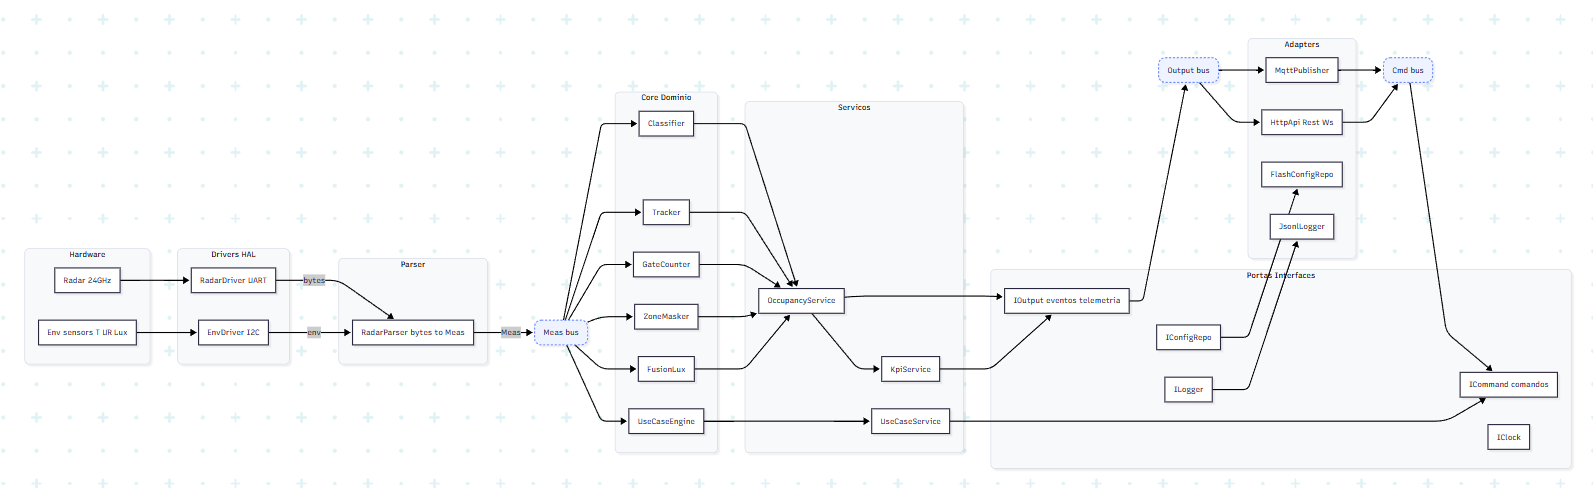 Hardware
Radar 24GHz
Env sensors T UR Lux
Drivers HAL
RadarDriver UART
EnvDriver I2C
bytes
env
Parser
RadarParser bytes to Meas
Meas
Meas bus
Core Dominio
Classifier
Tracker
GateCounter
ZoneMasker
FusionLux
UseCaseEngine
Servicos
OccupancyService
KpiService
UseCaseService
Portas Interfaces
IOutput eventos telemetria
IConfigRepo
ILogger
ICommand comandos
IClock
Output bus
Adapters
MqttPublisher
HttpApi Rest Ws
FlashConfigRepo
JsonlLogger
Cmd bus